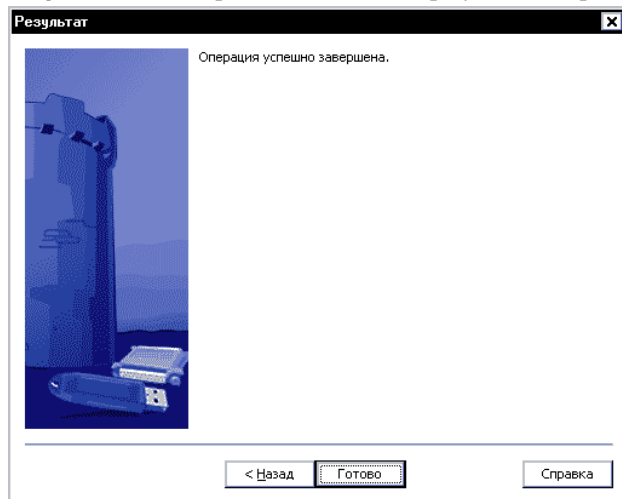 Результат
Операция успешно завершена.
< Назад
Готово
Справка